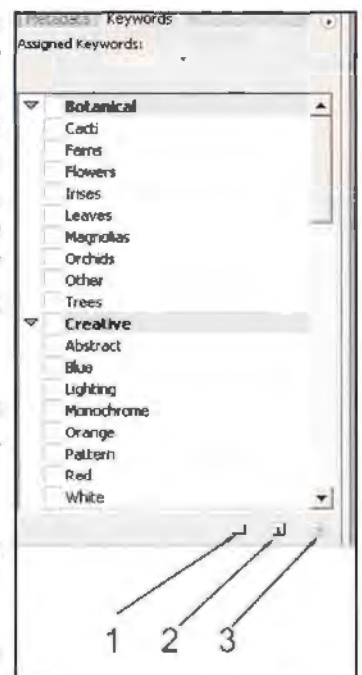 Metadata Keywords
Assigned Keywords:
Botanical
Cacti
Ferns
Flowers
Irises
Leaves
Magnolias
Orchids
Other
Trees
Creative
Abstract
Blue
Lighting
Monochrome
Orange
Pattern
Red
White
1 2 3